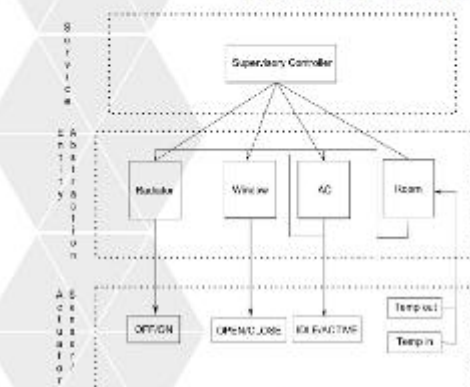 Service
Supervisory Controller
Entity
Abstraction
Radiator
Window
AC
Room
Actuator
Sensor/
OFF/ON
OPEN/CLOSE
IDLE/ACTIVE
Temp out
Temp in